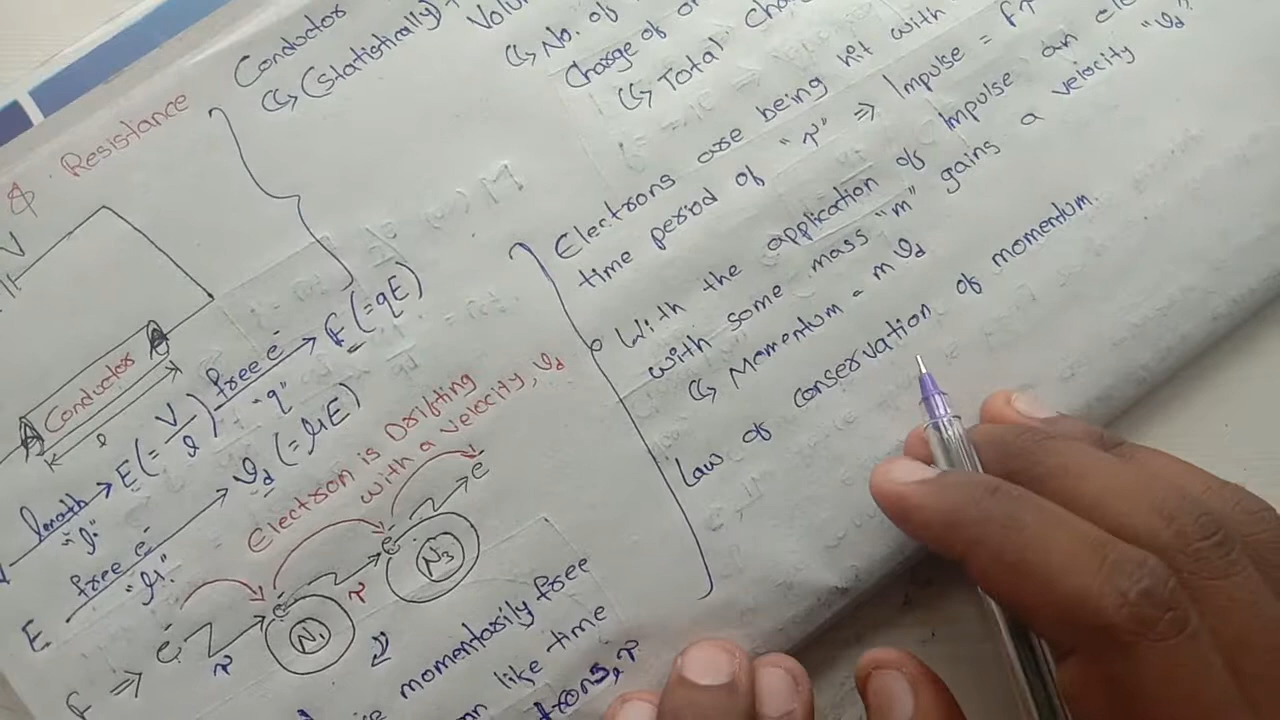 & Resistance
V
Conductor
l
Conductor
(Statistically)
length → E (= V/l) free e⁻ → F (= qE)
"l" "q"
E free e⁻ → vd (= μE)
"μ"
Electron is Drifting
with a velocity, vd
F ⇒ e⁻ τ e⁻ τ e⁻ e⁻
N1 N3
momentarily free
like time
τ
No. of
Charge of
Total
Electrons are being hit with
time period of "τ" ⇒ Impulse = Fτ
With the application of Impulse an
with some mass "m" gains a velocity "vd"
Momentum = m vd
Law of conservation of momentum.